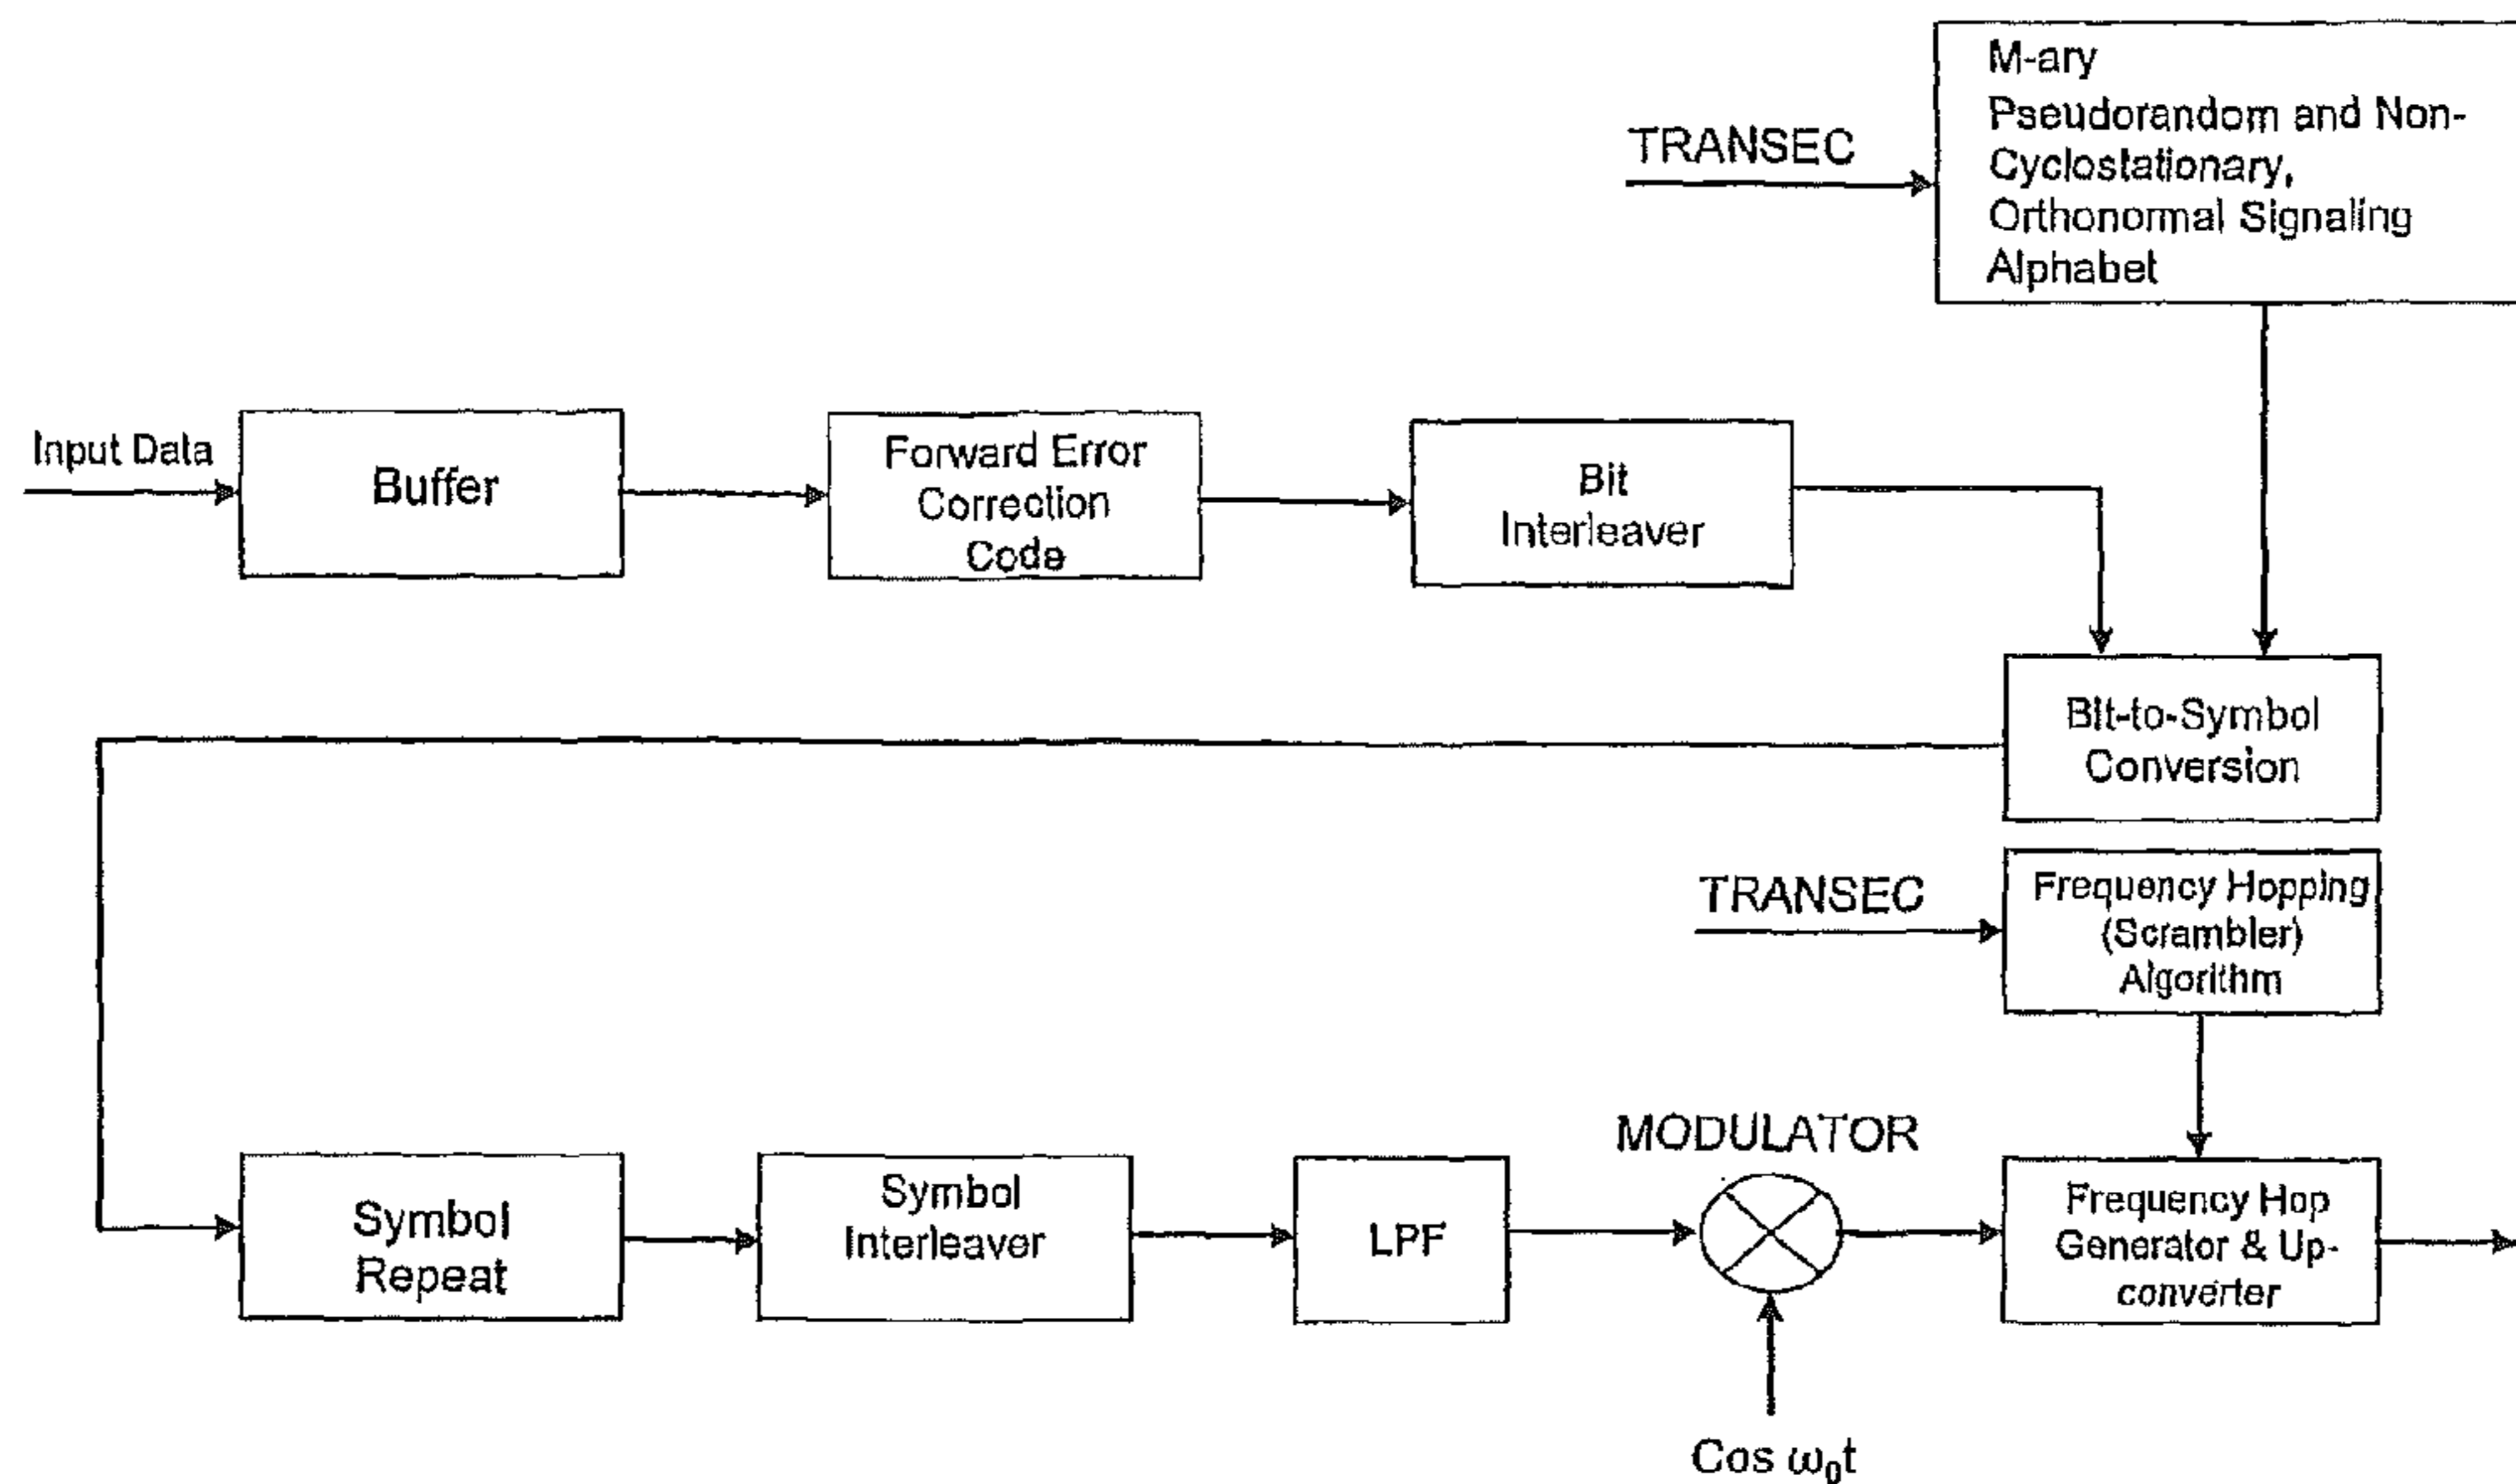 M-ary
Pseudorandom and Non-
Cyclostationary,
Orthonormal Signaling
Alphabet
TRANSEC
Input Data
Buffer
Forward Error
Correction
Code
Bit
Interleaver
Bit-to-Symbol
Conversion
TRANSEC
Frequency Hopping
(Scrambler)
Algorithm
Symbol
Repeat
Symbol
Interleaver
LPF
MODULATOR
Cos ω₀t
Frequency Hop
Generator & Up-
converter